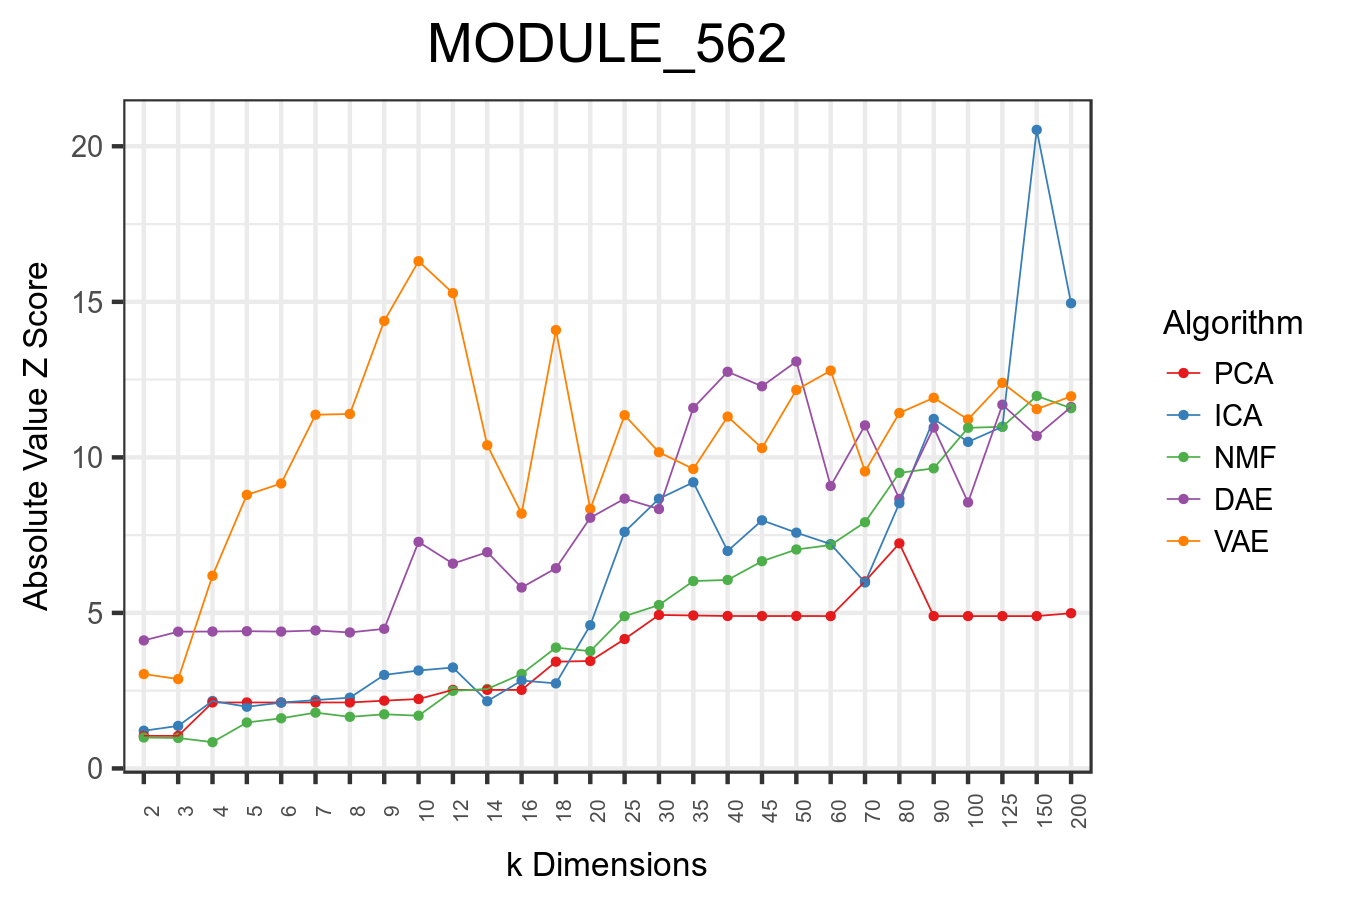 MODULE_562
Absolute Value Z Score
20
15
10
5
0
2 3 4 5 6 7 8 9 10 12 14 16 18 20 25 30 35 40 45 50 60 70 80 90 100 125 150 200
k Dimensions
Algorithm
PCA
ICA
NMF
DAE
VAE